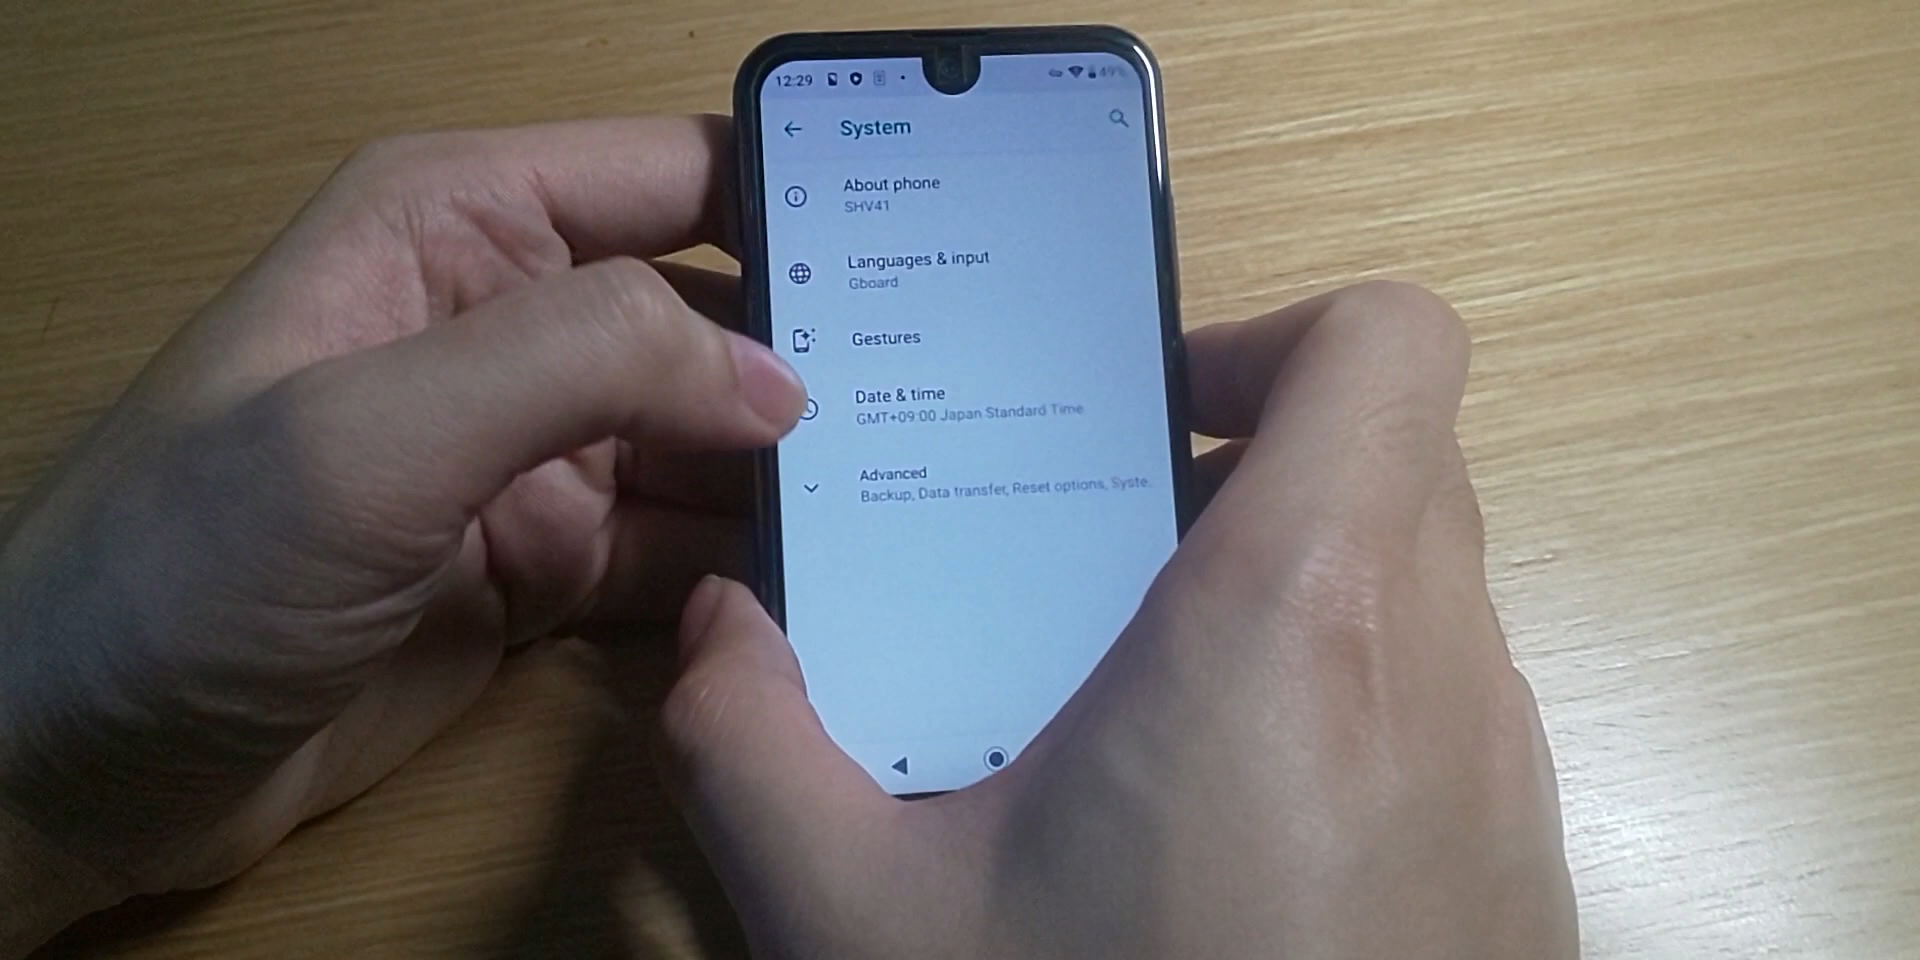 12:29
49%
System
About phone
SHV41
Languages & input
Gboard
Gestures
Date & time
GMT+09:00 Japan Standard Time
Advanced
Backup, Data transfer, Reset options, Syste..